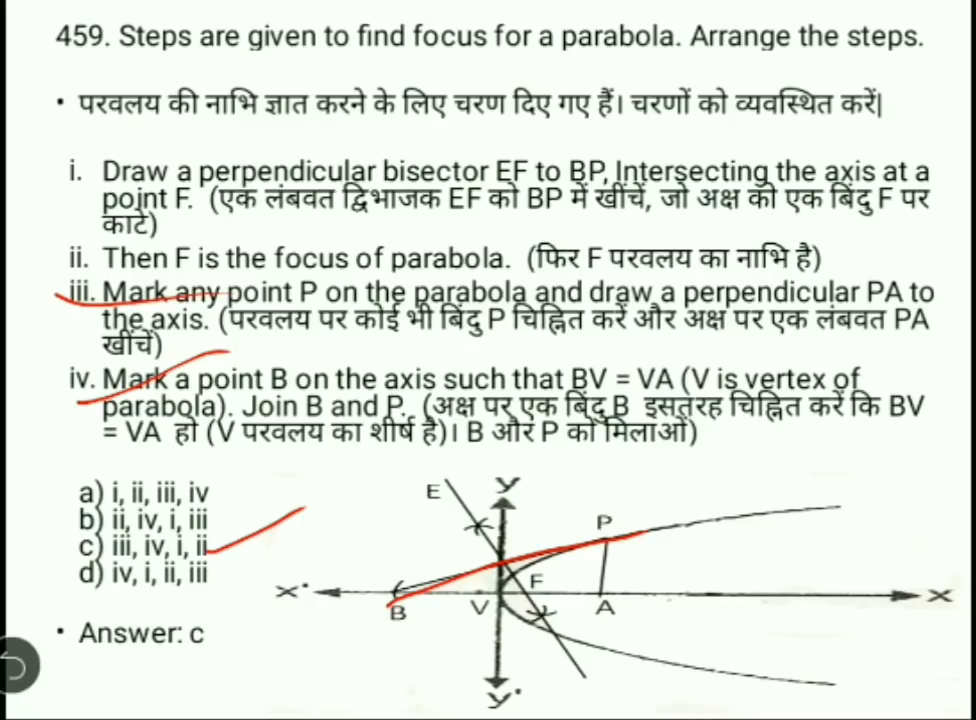 459. Steps are given to find focus for a parabola. Arrange the steps.
• परवलय की नाभि ज्ञात करने के लिए चरण दिए गए हैं। चरणों को व्यवस्थित करें|
i. Draw a perpendicular bisector EF to BP, Intersecting the axis at a
point F. (एक लंबवत द्विभाजक EF को BP में खींचें, जो अक्ष को एक बिंदु F पर
काटे)
ii. Then F is the focus of parabola. (फिर F परवलय का नाभि है)
iii. Mark any point P on the parabola and draw a perpendicular PA to
the axis. (परवलय पर कोई भी बिंदु P चिह्नित करें और अक्ष पर एक लंबवत PA
खींचें)
iv. Mark a point B on the axis such that BV = VA (V is vertex of
parabola). Join B and P. (अक्ष पर एक बिंदु B इसतरह चिह्नित करें कि BV
= VA हो (V परवलय का शीर्ष है)। B और P को मिलाओ)
a) i, ii, iii, iv
b) ii, iv, i, iii
c) iii, iv, i, ii
d) iv, i, ii, iii
• Answer: c
E
y
P
F
x'
B
V
A
x
y'